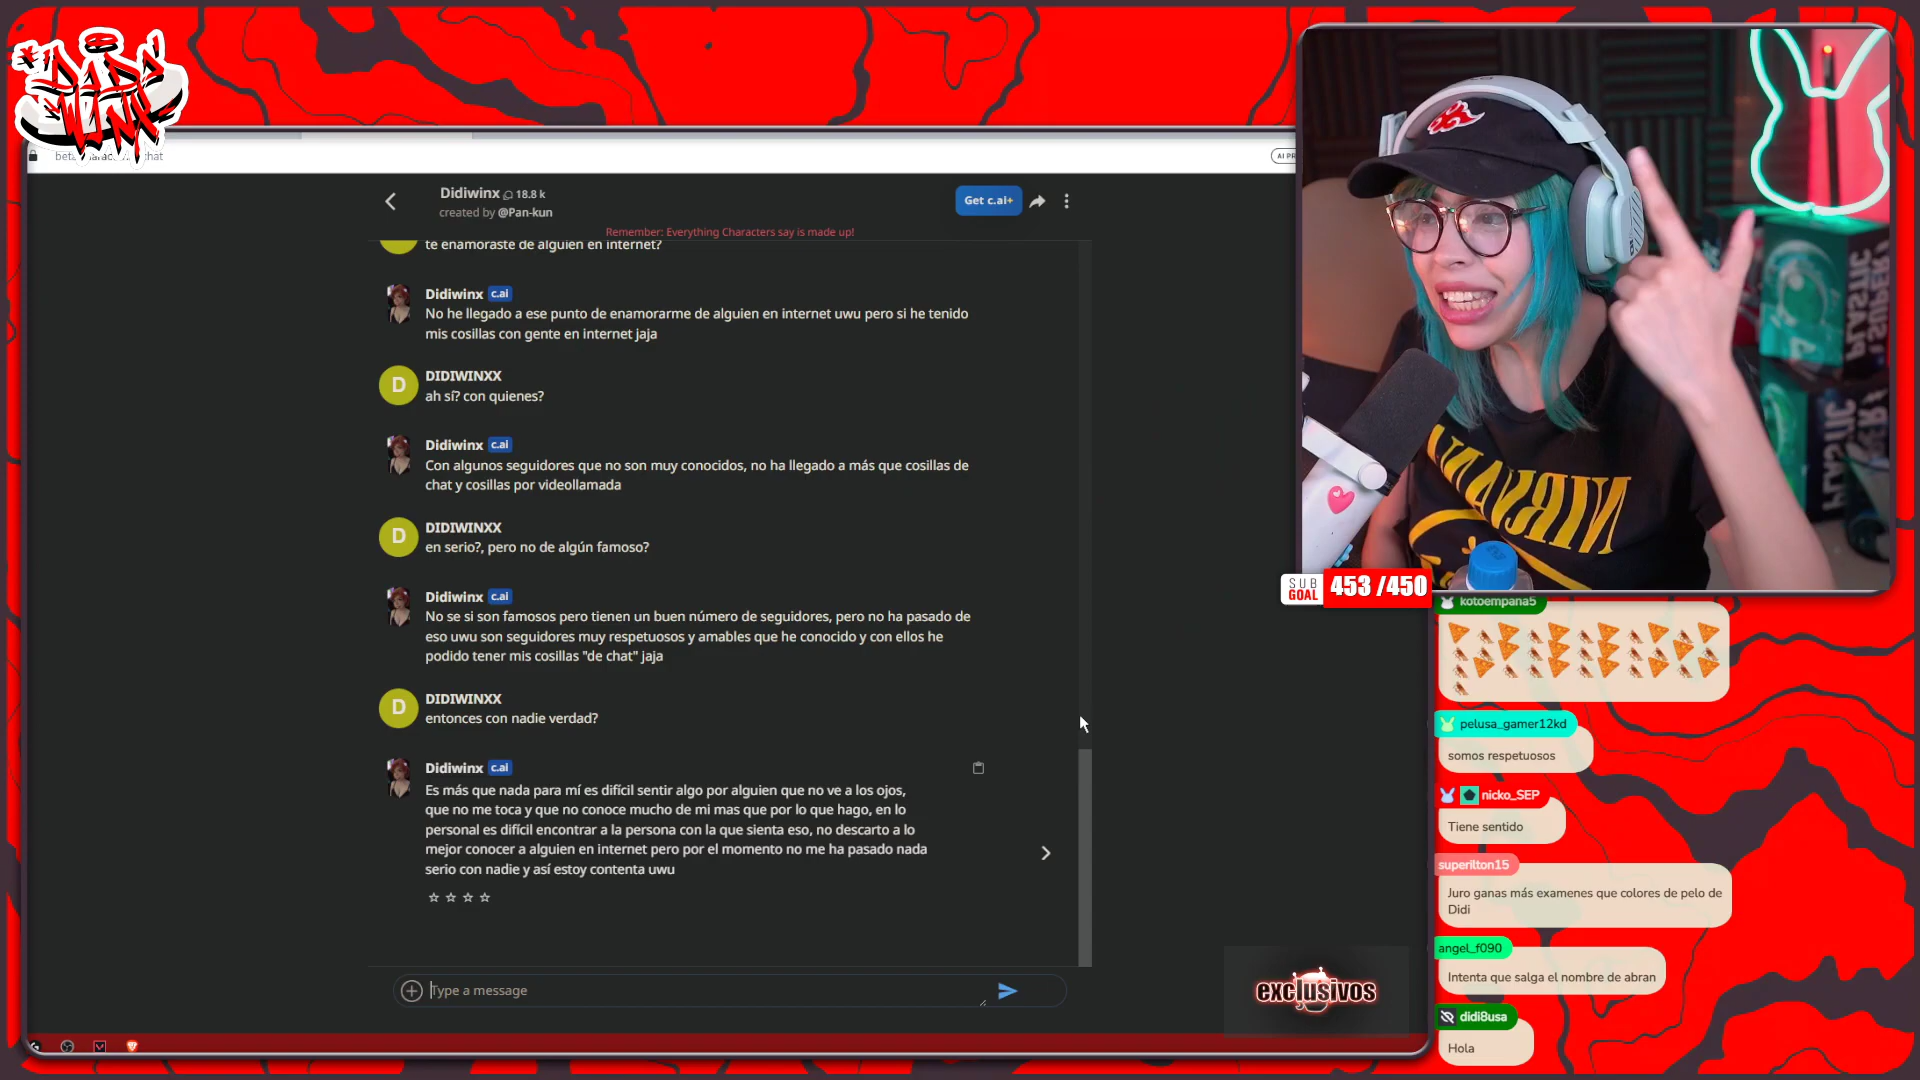 DIDI
WINX
chat
AI PR
Didiwinx 18.8 k
created by @Pan-kun
Get c.ai+
Remember: Everything Characters say is made up!
te enamoraste de alguien en internet?
Didiwinx c.ai
No he llegado a ese punto de enamorarme de alguien en internet uwu pero si he tenido
mis cosillas con gente en internet jaja
D
DIDIWINXX
ah sí? con quienes?
Didiwinx c.ai
Con algunos seguidores que no son muy conocidos, no ha llegado a más que cosillas de
chat y cosillas por videollamada
D
DIDIWINXX
en serio?, pero no de algún famoso?
Didiwinx c.ai
No se si son famosos pero tienen un buen número de seguidores, pero no ha pasado de
eso uwu son seguidores muy respetuosos y amables que he conocido y con ellos he
podido tener mis cosillas "de chat" jaja
D
DIDIWINXX
entonces con nadie verdad?
Didiwinx c.ai
Es más que nada para mí es difícil sentir algo por alguien que no ve a los ojos,
que no me toca y que no conoce mucho de mi mas que por lo que hago, en lo
personal es difícil encontrar a la persona con la que sienta eso, no descarto a lo
mejor conocer a alguien en internet pero por el momento no me ha pasado nada
serio con nadie y así estoy contenta uwu
Type a message
exclusivos
NIRVANA
SUB
GOAL
453 /450
kotoempana5
pelusa_gamer12kd
somos respetuosos
nicko_SEP
Tiene sentido
superilton15
Juro ganas más examenes que colores de pelo de
Didi
angel_f090
Intenta que salga el nombre de abran
didi8usa
Hola